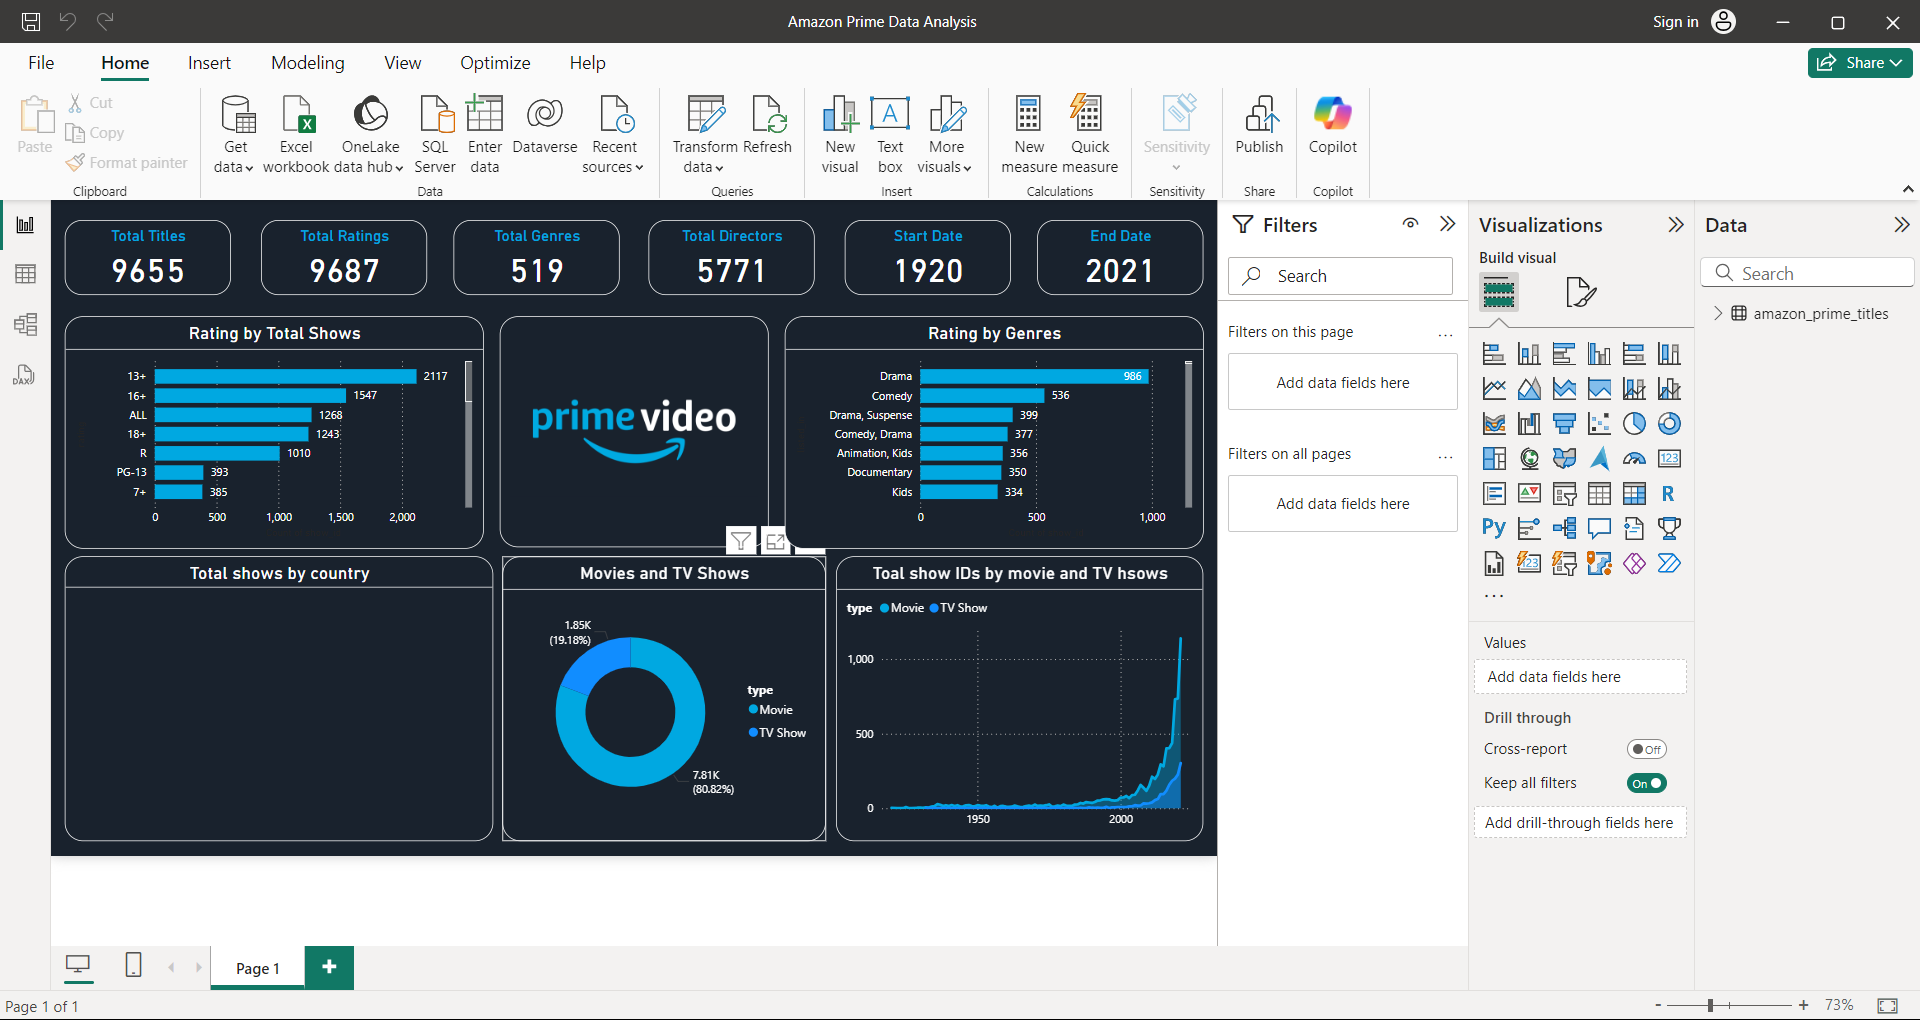 Amazon Prime Data Analysis
Sign in
File Home Insert Modeling View Optimize Help
Share
Paste
Cut
Copy
Format painter
Clipboard
Get data
Excel workbook
OneLake data hub
SQL Server
Enter data
Dataverse
Recent sources
Data
Transform data
Refresh
Queries
New visual
Text box
More visuals
Insert
New measure
Quick measure
Calculations
Sensitivity
Sensitivity
Publish
Share
Copilot
Copilot
Total Titles
9655
Total Ratings
9687
Total Genres
519
Total Directors
5771
Start Date
1920
End Date
2021
Rating by Total Shows
13+ 2117
16+ 1547
ALL 1268
18+ 1243
R 1010
PG-13 393
7+ 385
0 500 1,000 1,500 2,000
prime video
Rating by Genres
Drama 986
Comedy 536
Drama, Suspense 399
Comedy, Drama 377
Animation, Kids 356
Documentary 350
Kids 334
0 500 1,000
Total shows by country
Movies and TV Shows
1.85K
(19.18%)
type
Movie
TV Show
7.81K
(80.82%)
Toal show IDs by movie and TV hsows
type Movie TV Show
1,000
500
0
1950 2000
Filters
Search
Filters on this page ...
Add data fields here
Filters on all pages ...
Add data fields here
Visualizations
Build visual
123
R
Py
123
...
Values
Add data fields here
Drill through
Cross-report Off
Keep all filters On
Add drill-through fields here
Data
Search
amazon_prime_titles
DAX
Page 1
+
Page 1 of 1
- + 73%